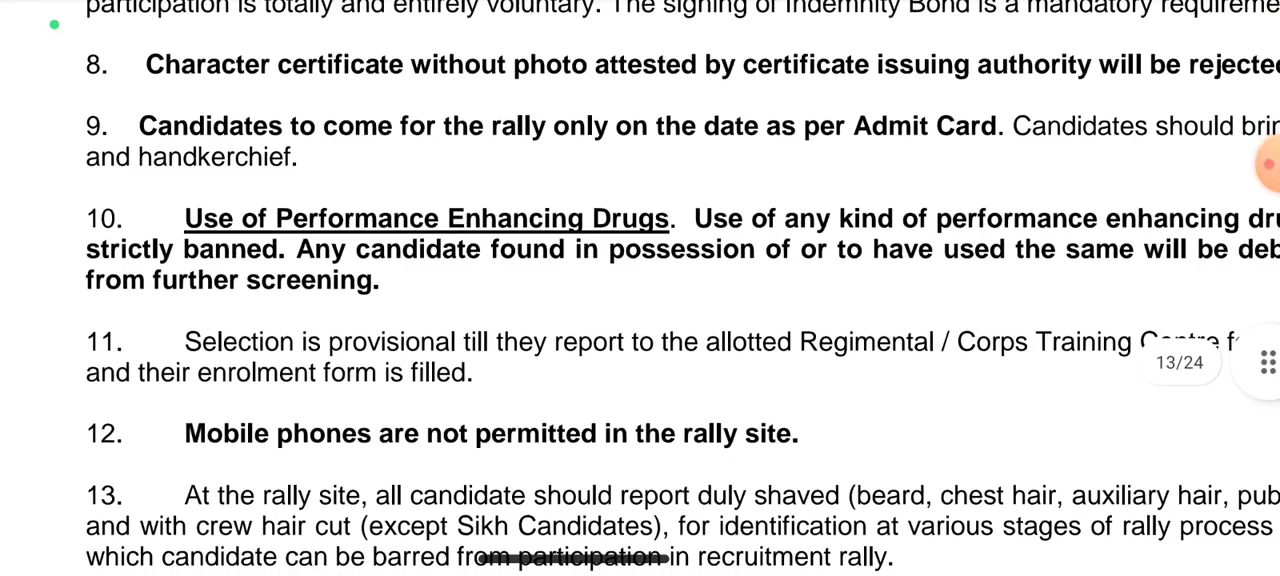 participation is totally and entirely voluntary. The signing of Indemnity Bond is a mandatory
8. Character certificate without photo attested by certificate issuing authority will be
9. Candidates to come for the rally only on the date as per Admit Card. Candidates should
and handkerchief.
10. Use of Performance Enhancing Drugs. Use of any kind of performance enhancing
strictly banned. Any candidate found in possession of or to have used the same will be
from further screening.
11. Selection is provisional till they report to the allotted Regimental / Corps Training
and their enrolment form is filled.
13/24
12. Mobile phones are not permitted in the rally site.
13. At the rally site, all candidate should report duly shaved (beard, chest hair, auxiliary hair,
and with crew hair cut (except Sikh Candidates), for identification at various stages of rally process
which candidate can be barred from participation in recruitment rally.